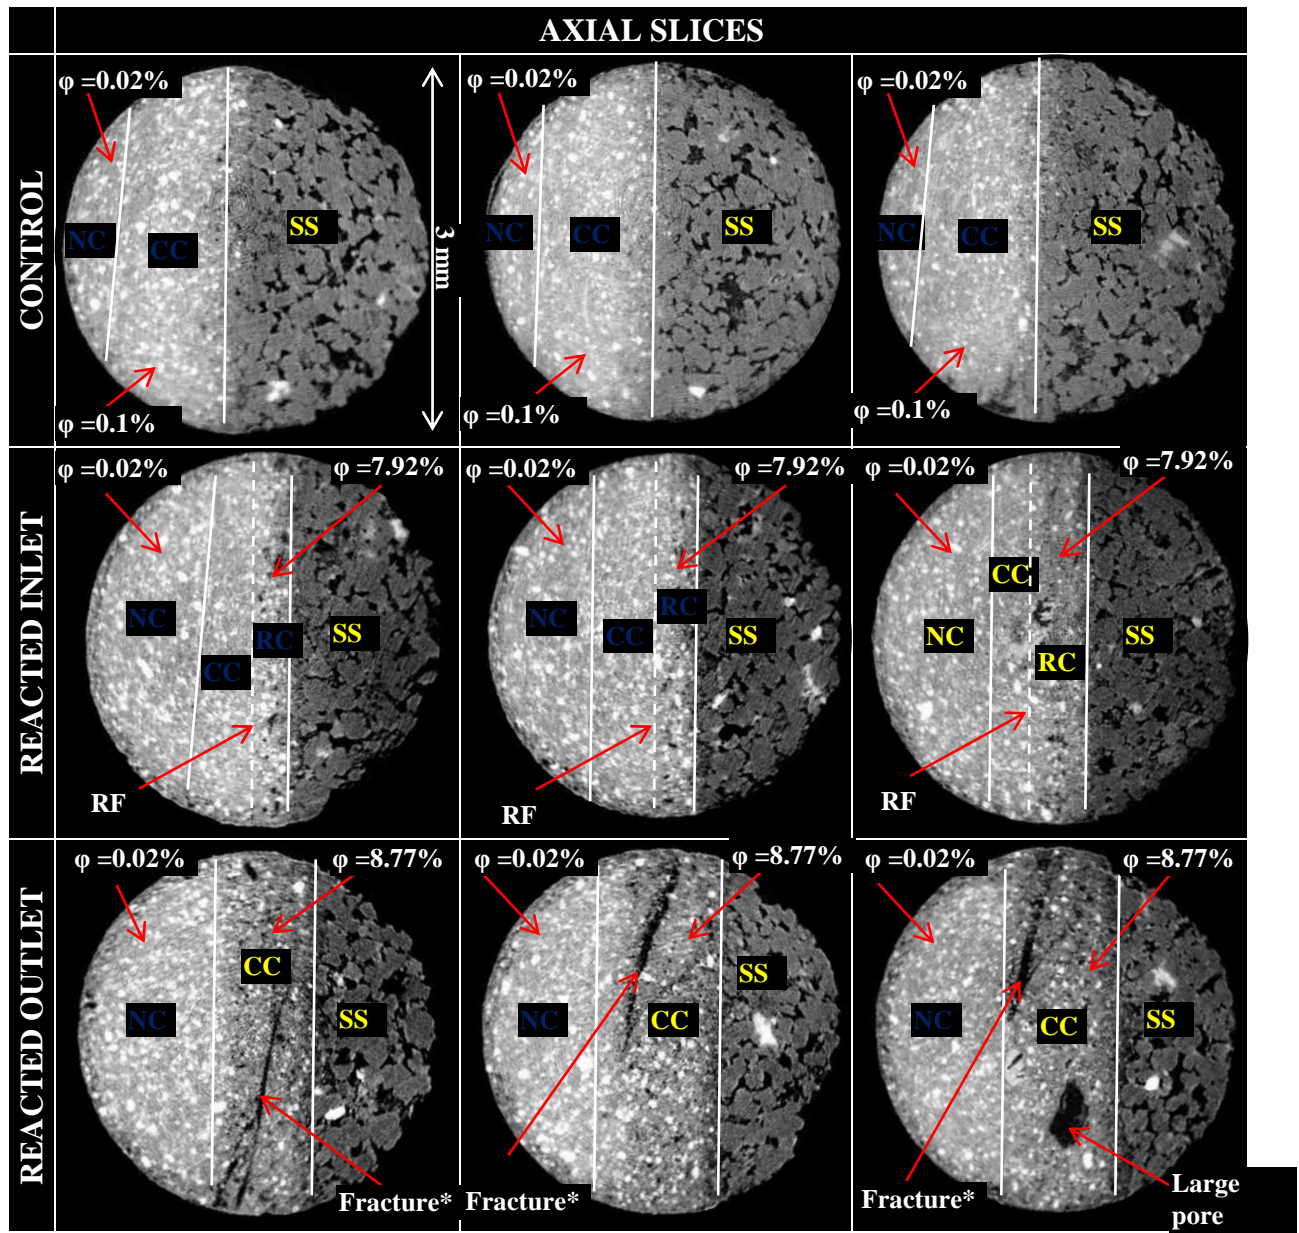 AXIAL SLICES
CONTROL
φ =0.02%
NC
CC
SS
3 mm
φ =0.1%
φ =0.02%
NC
CC
SS
φ =0.1%
φ =0.02%
NC
CC
SS
φ =0.1%
REACTED INLET
φ =0.02%
φ =7.92%
NC
RC
SS
CC
RF
φ =0.02%
φ =7.92%
RC
NC
CC
SS
RF
φ =0.02%
φ =7.92%
CC
NC
SS
RC
RF
REACTED OUTLET
φ =0.02%
φ =8.77%
CC
NC
SS
Fracture*
φ =0.02%
φ =8.77%
SS
NC
CC
Fracture*
φ =0.02%
φ =8.77%
NC
CC
SS
Fracture*
Large
pore